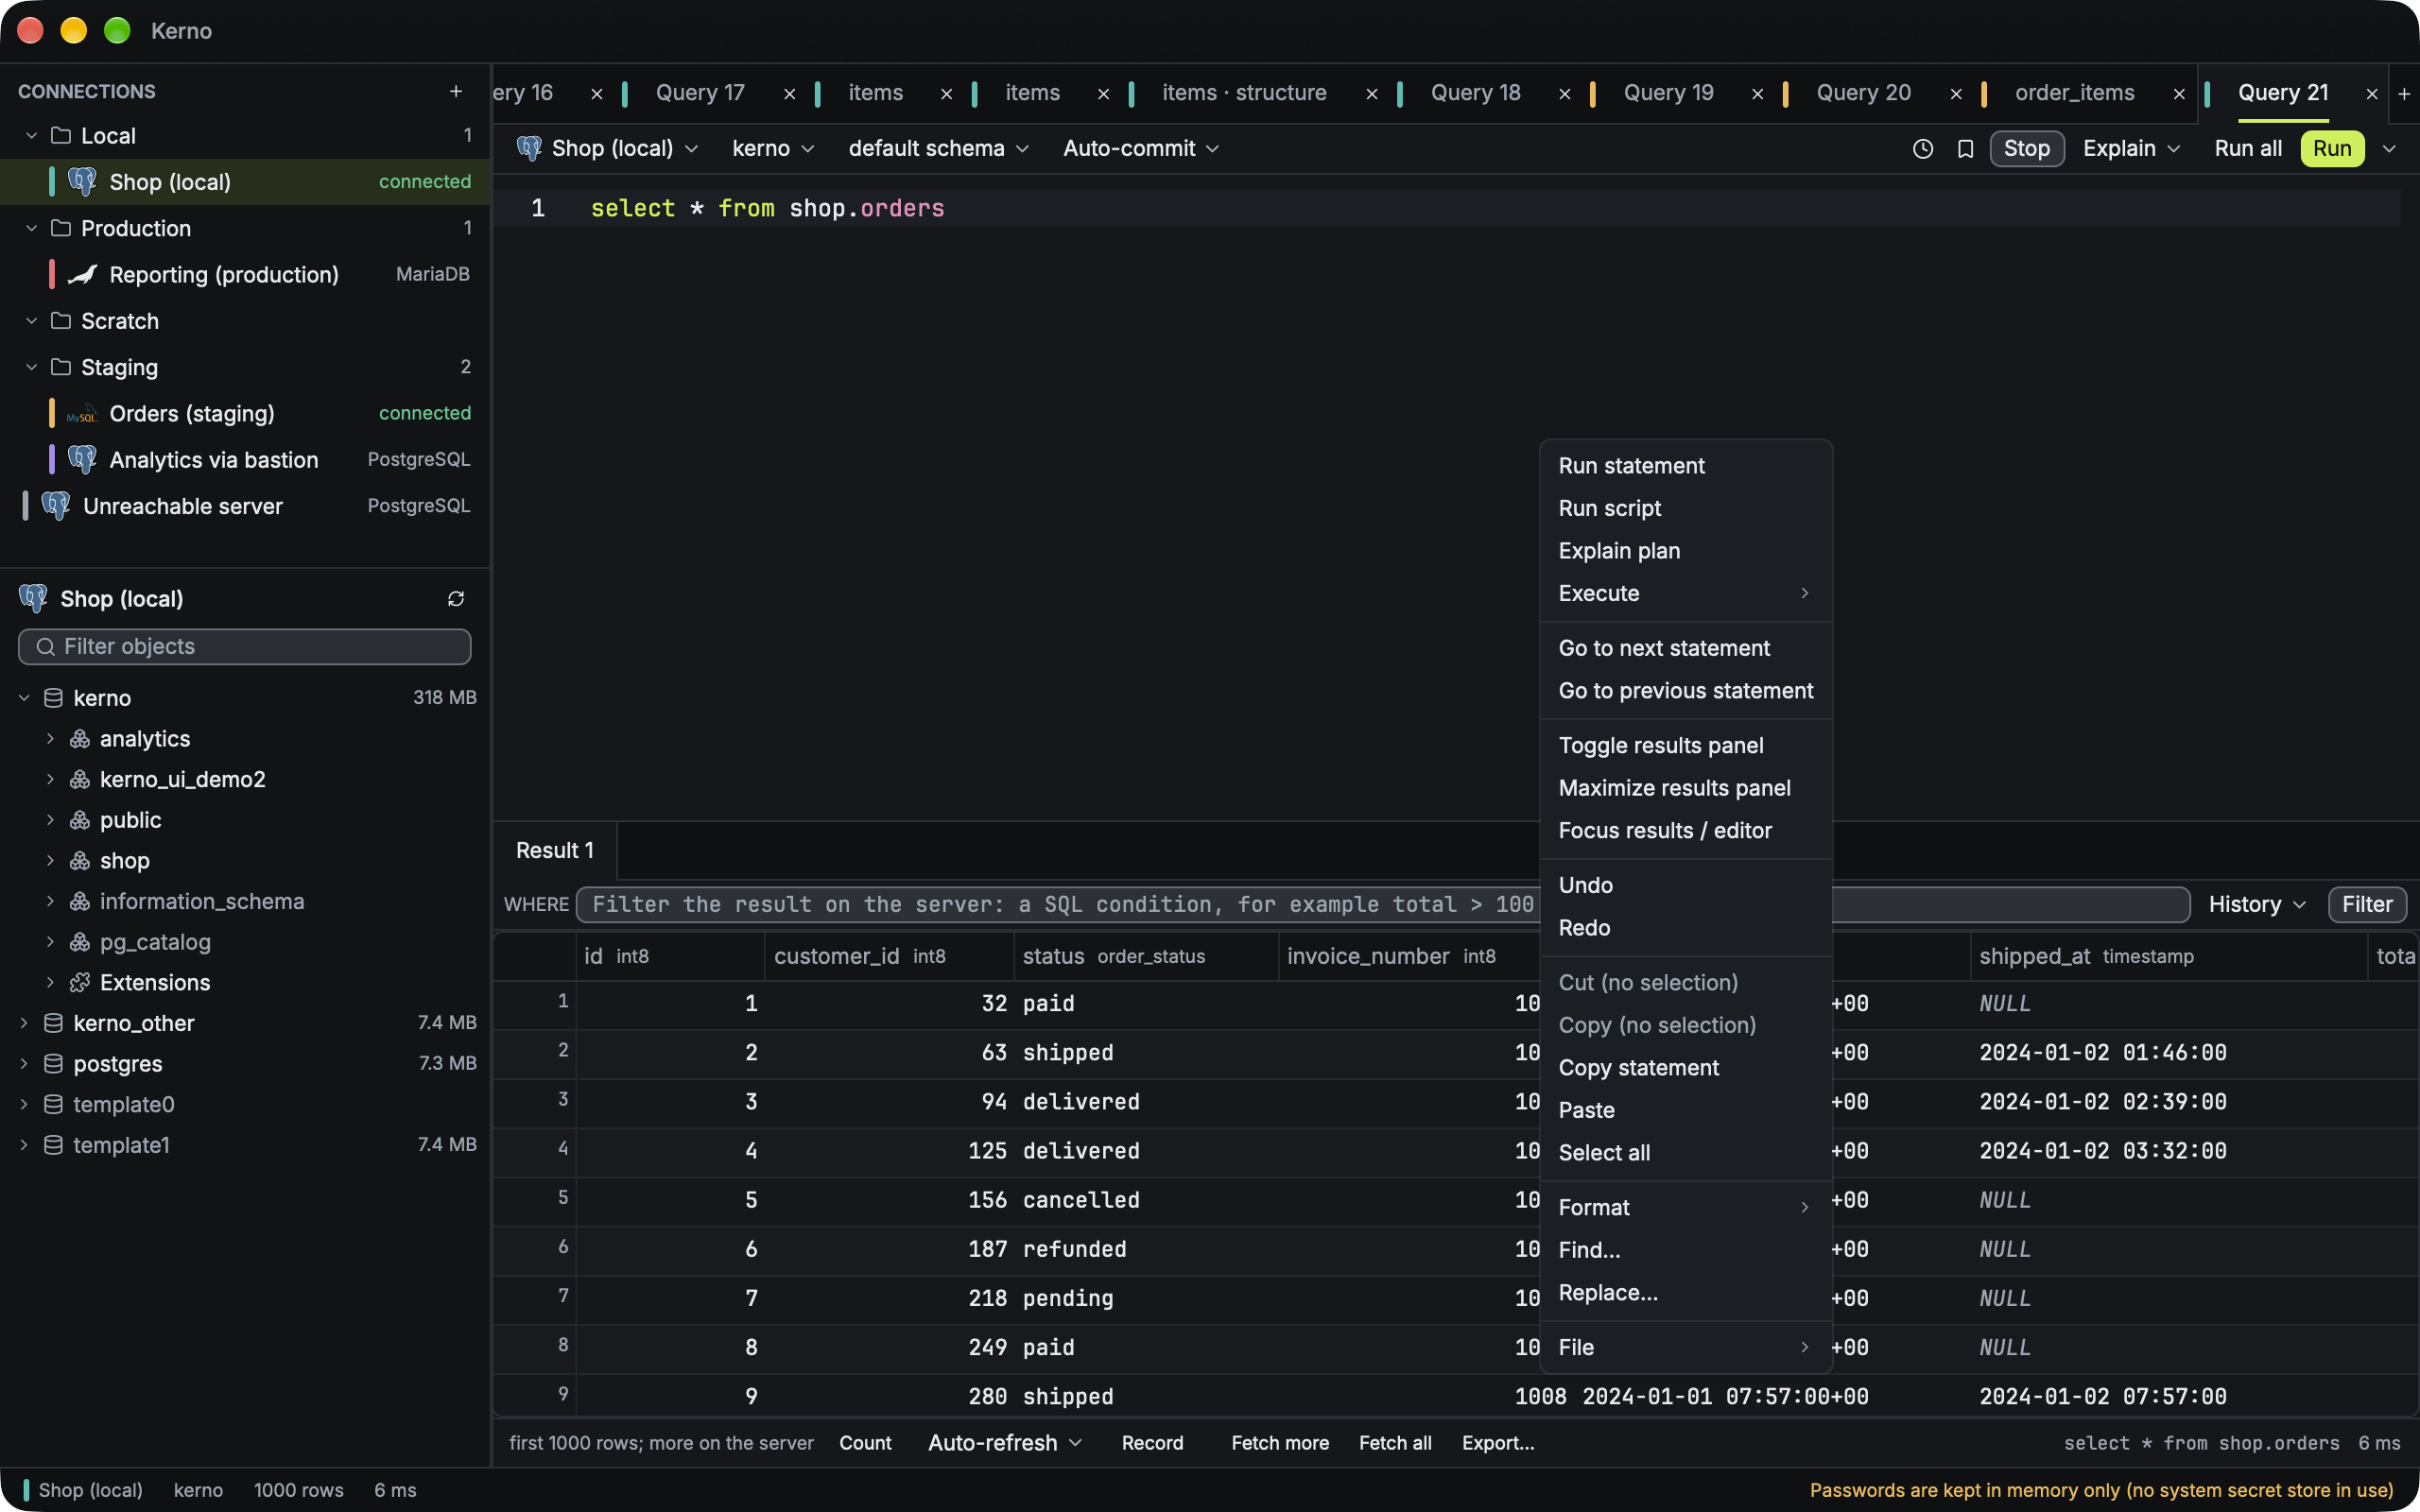 Kerno
CONNECTIONS
Local 1
Shop (local) connected
Production 1
Reporting (production) MariaDB
Scratch
Staging 2
MySQL Orders (staging) connected
Analytics via bastion PostgreSQL
Unreachable server PostgreSQL
Shop (local)
Filter objects
kerno 318 MB
analytics
kerno_ui_demo2
public
shop
information_schema
pg_catalog
Extensions
kerno_other 7.4 MB
postgres 7.3 MB
template0
template1 7.4 MB
ery 16 Query 17 items items items · structure Query 18 Query 19 Query 20 order_items Query 21
Shop (local) kerno default schema Auto-commit Stop Explain Run all Run
1 select * from shop.orders
Run statement
Run script
Explain plan
Execute
Go to next statement
Go to previous statement
Toggle results panel
Maximize results panel
Focus results / editor
Undo
Redo
Cut (no selection)
Copy (no selection)
Copy statement
Paste
Select all
Format
Find...
Replace...
File
Result 1
WHERE Filter the result on the server: a SQL condition, for example total > 100 History Filter
id int8 customer_id int8 status order_status invoice_number int8 shipped_at timestamp tota
1 1 32 paid 10 +00 NULL
2 2 63 shipped 10 +00 2024-01-02 01:46:00
3 3 94 delivered 10 +00 2024-01-02 02:39:00
4 4 125 delivered 10 +00 2024-01-02 03:32:00
5 5 156 cancelled 10 +00 NULL
6 6 187 refunded 10 +00 NULL
7 7 218 pending 10 +00 NULL
8 8 249 paid 10 +00 NULL
9 9 280 shipped 1008 2024-01-01 07:57:00+00 2024-01-02 07:57:00
first 1000 rows; more on the server Count Auto-refresh Record Fetch more Fetch all Export... select * from shop.orders 6 ms
Shop (local) kerno 1000 rows 6 ms Passwords are kept in memory only (no system secret store in use)